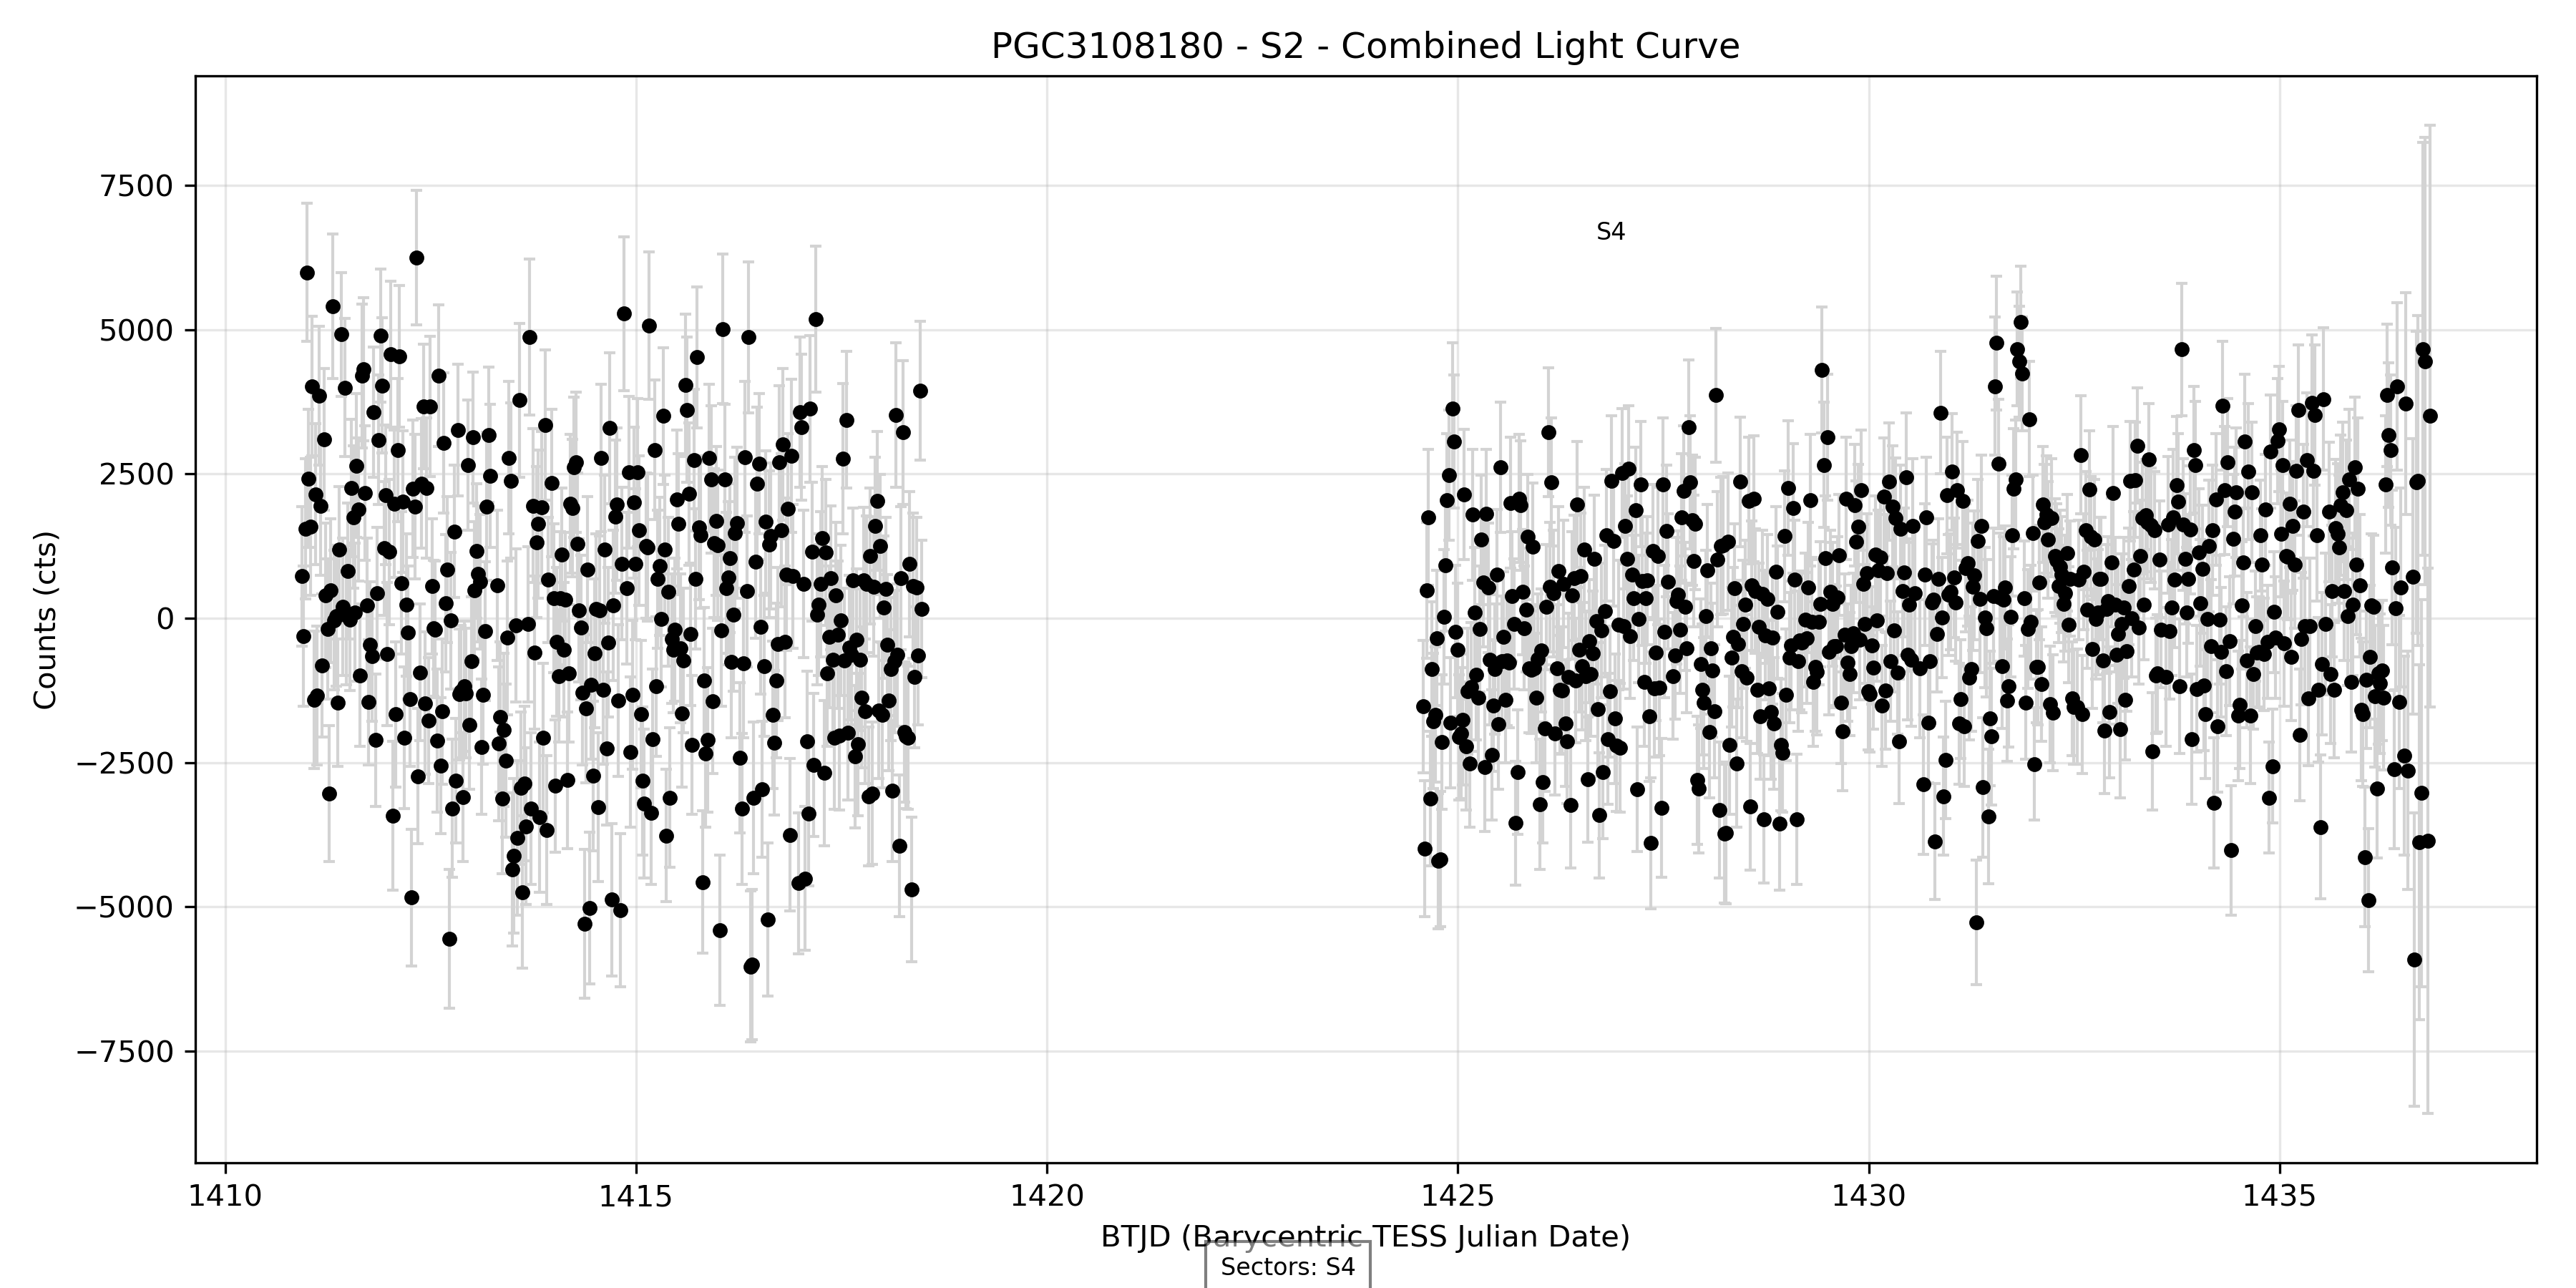 PGC3108180 - S2 - Combined Light Curve
Counts (cts)
7500
5000
2500
0
−2500
−5000
−7500
S4
1410
1415
1420
1425
1430
1435
BTJD (Barycentric TESS Julian Date)
Sectors: S4